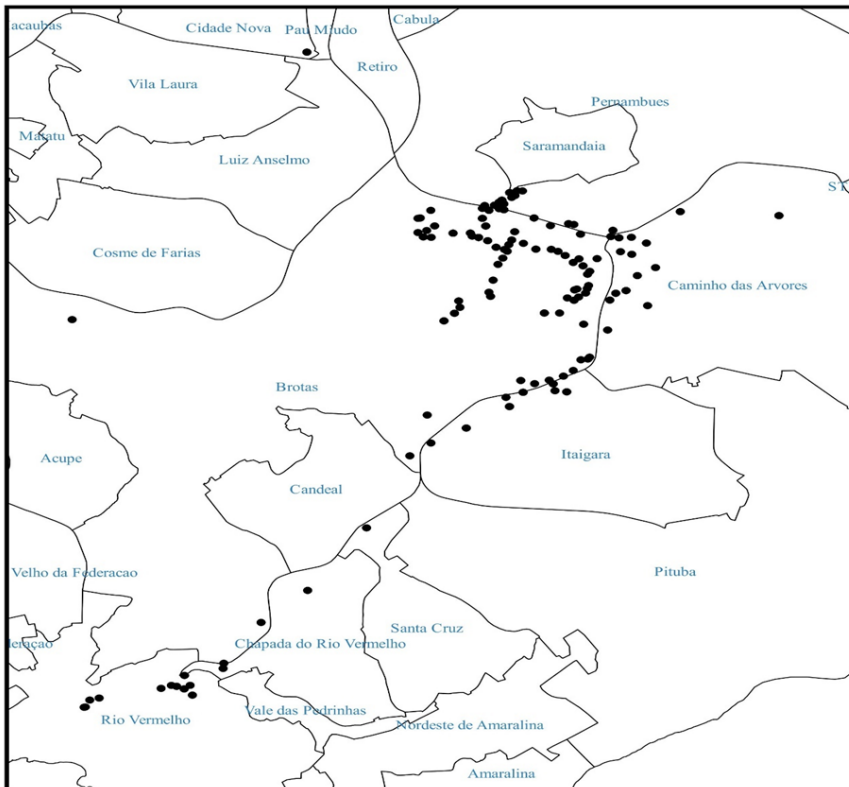 acaubas
Cidade Nova
Pau Miudo
Cabula
Retiro
Vila Laura
Pernambues
Matatu
Saramandaia
Luiz Anselmo
ST
Cosme de Farias
Caminho das Arvores
Brotas
Acupe
Itaigara
Candeal
Velho da Federacao
Pituba
Santa Cruz
deraçao
Chapada do Rio Vermelho
Vale das Pedrinhas
Rio Vermelho
Nordeste de Amaralina
Amaralina